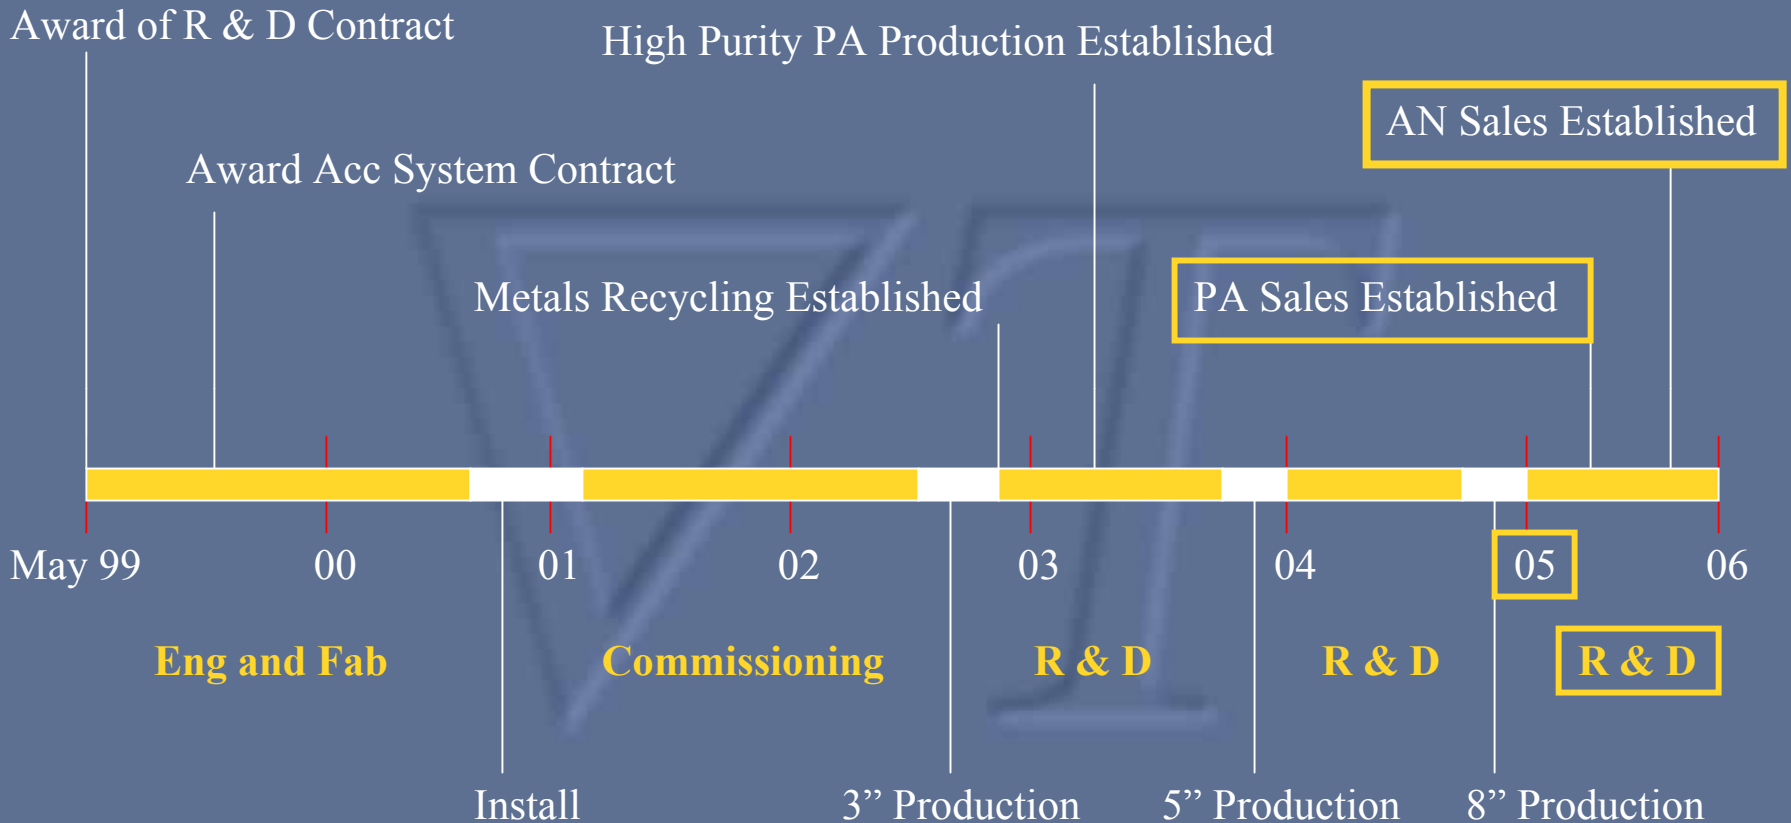 Award of R & D Contract
High Purity PA Production Established
AN Sales Established
Award Acc System Contract
Metals Recycling Established
PA Sales Established
May 99 00 01 02 03 04 05 06
Eng and Fab Commissioning R & D R & D R & D
Install 3” Production 5” Production 8” Production
VT